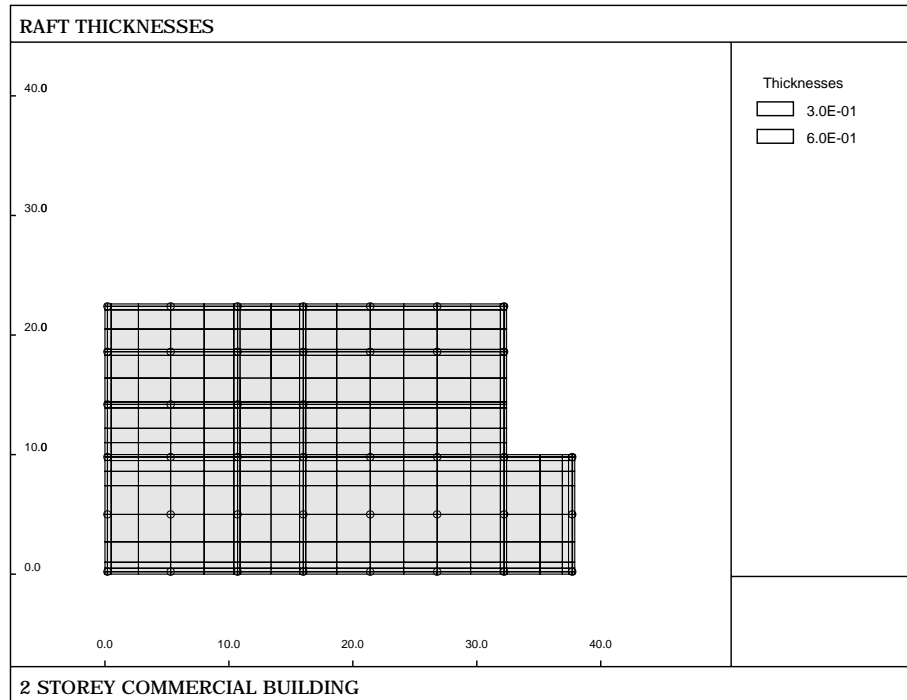 RAFT THICKNESSES
Thicknesses
3.0E-01
6.0E-01
40.0
30.0
20.0
10.0
0.0
0.0 10.0 20.0 30.0 40.0
2 STOREY COMMERCIAL BUILDING